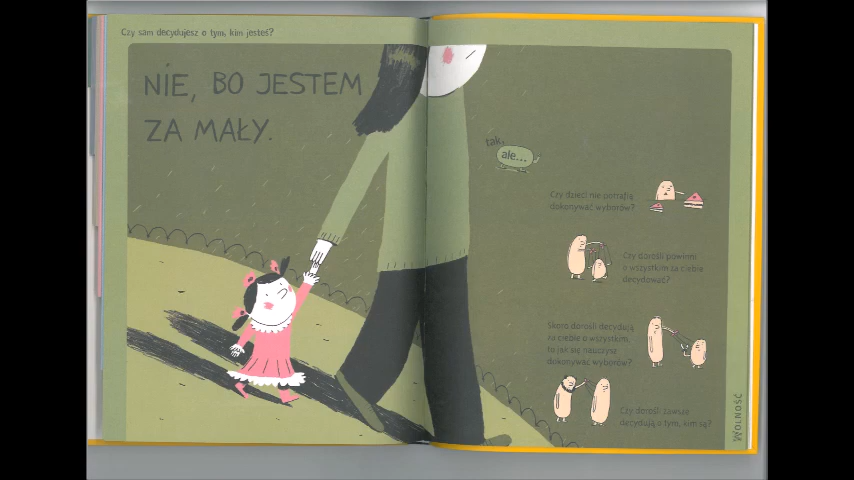 Czy sam decydujesz o tym, kim jesteś?
NIE, BO JESTEM
ZA MAŁY.
tak,
ale...
Czy dzieci nie potrafią
dokonywać wyborów?
Czy dorośli powinni
o wszystkim za ciebie
decydować?
Skoro dorośli decydują
za ciebie o wszystkim,
to jak się nauczysz
dokonywać wyborów?
Czy dorośli zawsze
decydują o tym, kim są?
WOLNOŚĆ